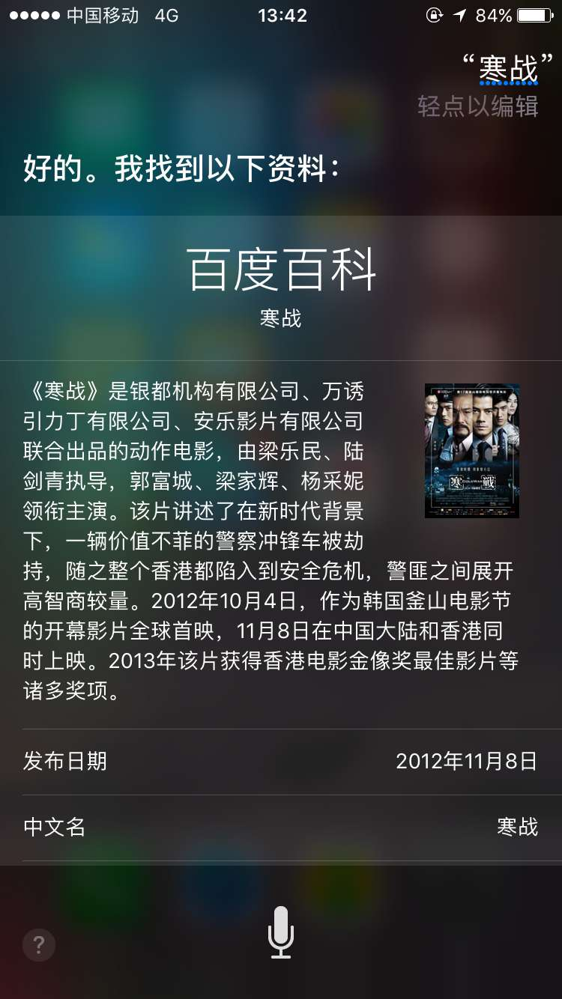 中国移动 4G 13:42 84%
“寒战”
轻点以编辑
好的。我找到以下资料：
百度百科
寒战
《寒战》是银都机构有限公司、万诱
引力丁有限公司、安乐影片有限公司
联合出品的动作电影，由梁乐民、陆
剑青执导，郭富城、梁家辉、杨采妮
领衔主演。该片讲述了在新时代背景
下，一辆价值不菲的警察冲锋车被劫
持，随之整个香港都陷入到安全危机，警匪之间展开
高智商较量。2012年10月4日，作为韩国釜山电影节
的开幕影片全球首映，11月8日在中国大陆和香港同
时上映。2013年该片获得香港电影金像奖最佳影片等
诸多奖项。
寒 COLD WAR 戰
发布日期 2012年11月8日
中文名 寒战
?